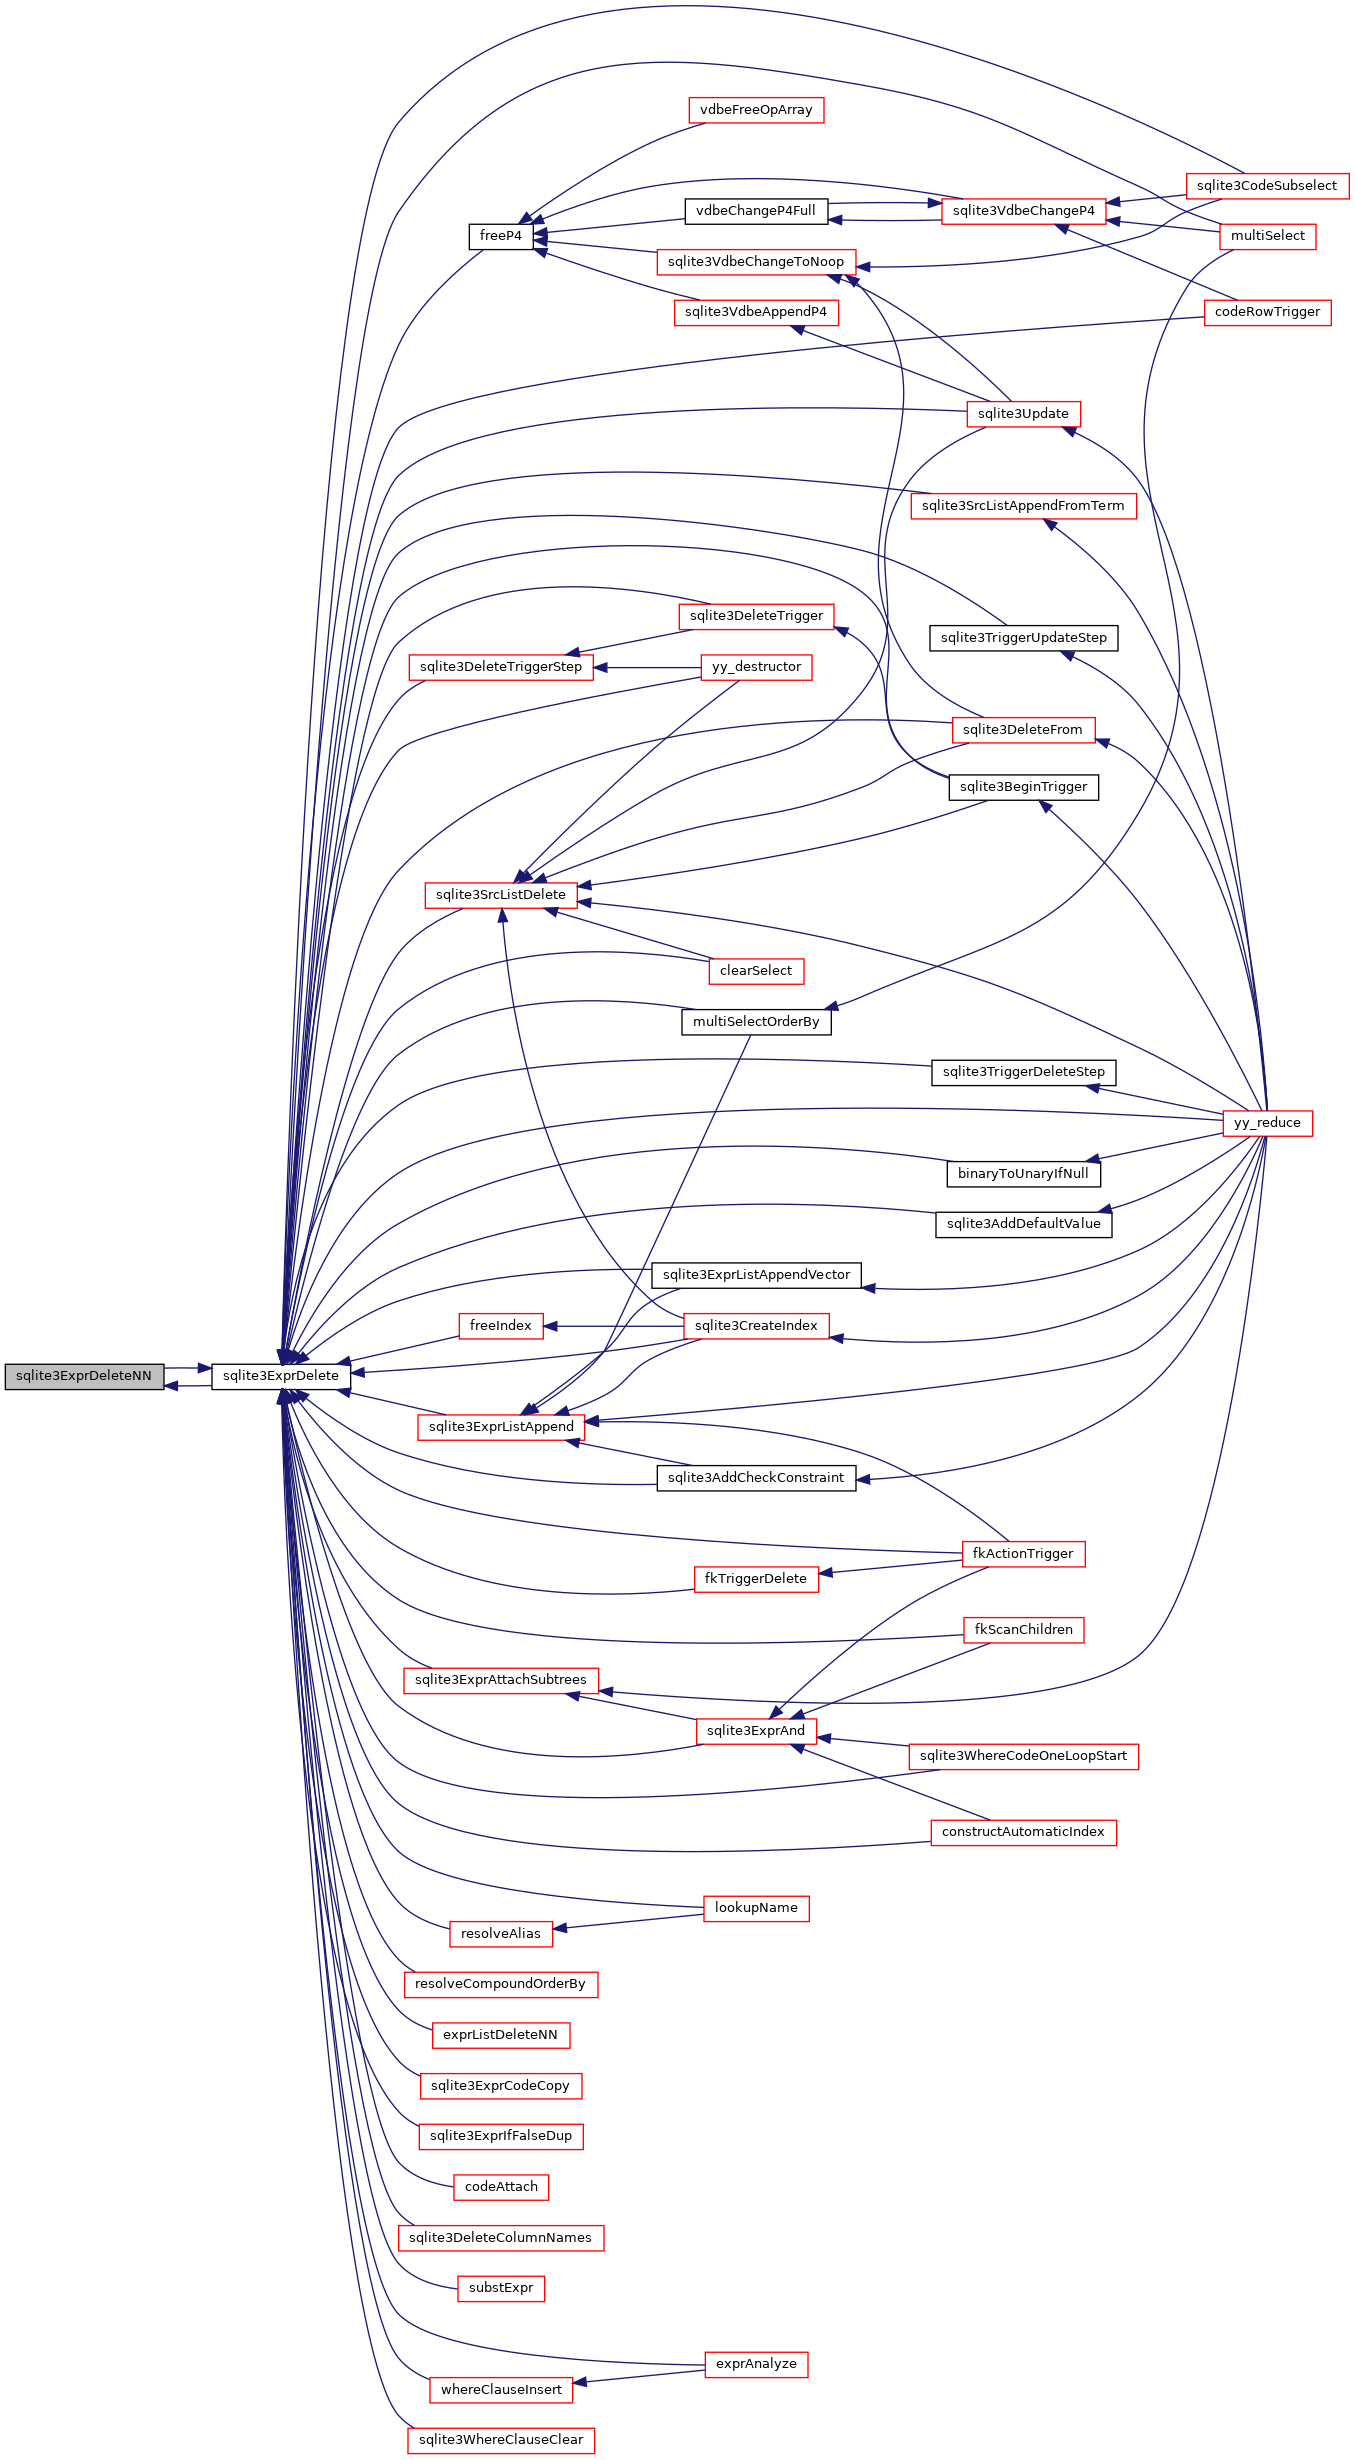 vdbeFreeOpArray
sqlite3CodeSubselect
vdbeChangeP4Full
sqlite3VdbeChangeP4
freeP4
multiSelect
sqlite3VdbeChangeToNoop
sqlite3VdbeAppendP4
codeRowTrigger
sqlite3Update
sqlite3SrcListAppendFromTerm
sqlite3DeleteTrigger
sqlite3TriggerUpdateStep
sqlite3DeleteTriggerStep
yy_destructor
sqlite3DeleteFrom
sqlite3BeginTrigger
sqlite3SrcListDelete
clearSelect
multiSelectOrderBy
sqlite3TriggerDeleteStep
yy_reduce
binaryToUnaryIfNull
sqlite3AddDefaultValue
sqlite3ExprListAppendVector
freeIndex
sqlite3CreateIndex
sqlite3ExprDeleteNN
sqlite3ExprDelete
sqlite3ExprListAppend
sqlite3AddCheckConstraint
fkActionTrigger
fkTriggerDelete
fkScanChildren
sqlite3ExprAttachSubtrees
sqlite3ExprAnd
sqlite3WhereCodeOneLoopStart
constructAutomaticIndex
lookupName
resolveAlias
resolveCompoundOrderBy
exprListDeleteNN
sqlite3ExprCodeCopy
sqlite3ExprIfFalseDup
codeAttach
sqlite3DeleteColumnNames
substExpr
exprAnalyze
whereClauseInsert
sqlite3WhereClauseClear